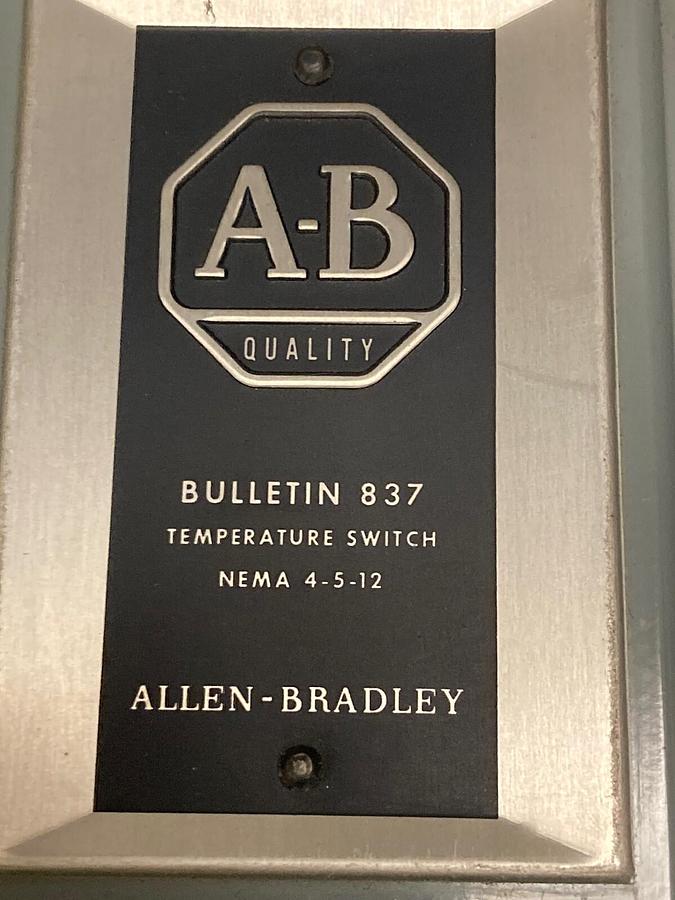 A-B
QUALITY
BULLETIN 837
TEMPERATURE SWITCH
NEMA 4-5-12
ALLEN-BRADLEY